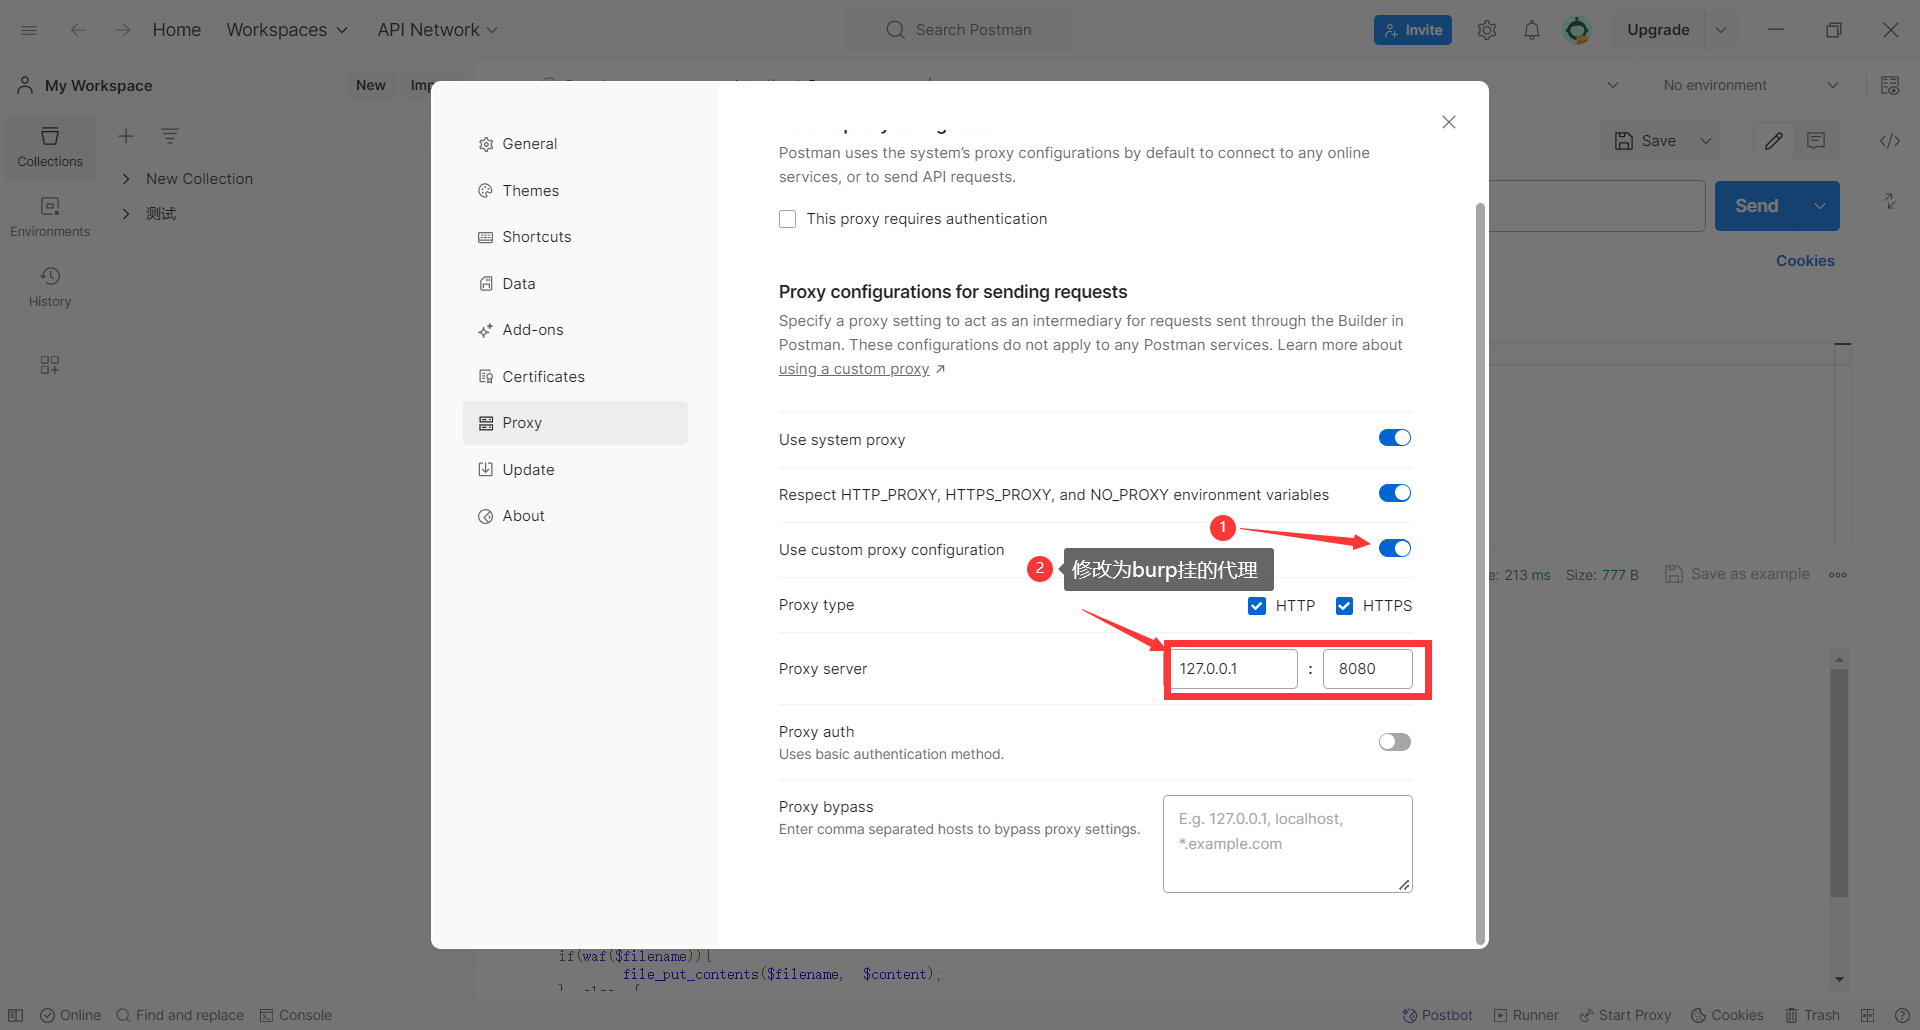 Home
Workspaces
API Network
Search Postman
Invite
Upgrade
My Workspace
New
No environment
Collections
New Collection
测试
Environments
History
Save
Send
Cookies
General
Themes
Shortcuts
Data
Add-ons
Certificates
Proxy
Update
About
Postman uses the system's proxy configurations by default to connect to any online
services, or to send API requests.
This proxy requires authentication
Proxy configurations for sending requests
Specify a proxy setting to act as an intermediary for requests sent through the Builder in
Postman. These configurations do not apply to any Postman services. Learn more about
using a custom proxy ↗
Use system proxy
Respect HTTP_PROXY, HTTPS_PROXY, and NO_PROXY environment variables
1
Use custom proxy configuration
2 修改为burp挂的代理
Proxy type
HTTP
HTTPS
Proxy server
127.0.0.1 : 8080
Proxy auth
Uses basic authentication method.
Proxy bypass
Enter comma separated hosts to bypass proxy settings.
E.g. 127.0.0.1, localhost,
*.example.com
213 ms Size: 777 B
Save as example
if(waf($filename)){
file_put_contents($filename, $content);
Online
Find and replace
Console
Postbot
Runner
Start Proxy
Cookies
Trash